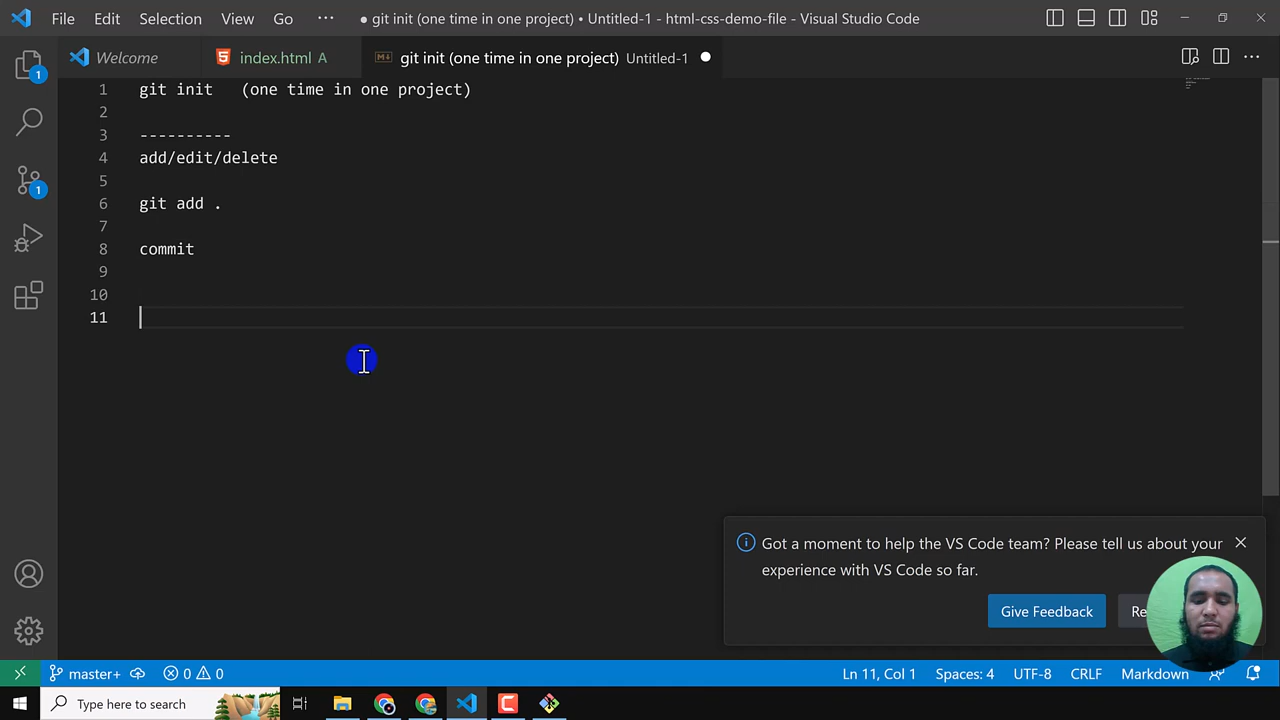 File Edit Selection View Go ··· ● git init (one time in one project) • Untitled-1 - html-css-demo-file - Visual Studio Code
Welcome index.html A git init (one time in one project) Untitled-1
1 git init (one time in one project)
2
3 ----------
4 add/edit/delete
5
6 git add .
7
8 commit
9
10
11
1
1
Got a moment to help the VS Code team? Please tell us about your
experience with VS Code so far.
Give Feedback
master+ 0 0 Ln 11, Col 1 Spaces: 4 UTF-8 CRLF Markdown
Type here to search